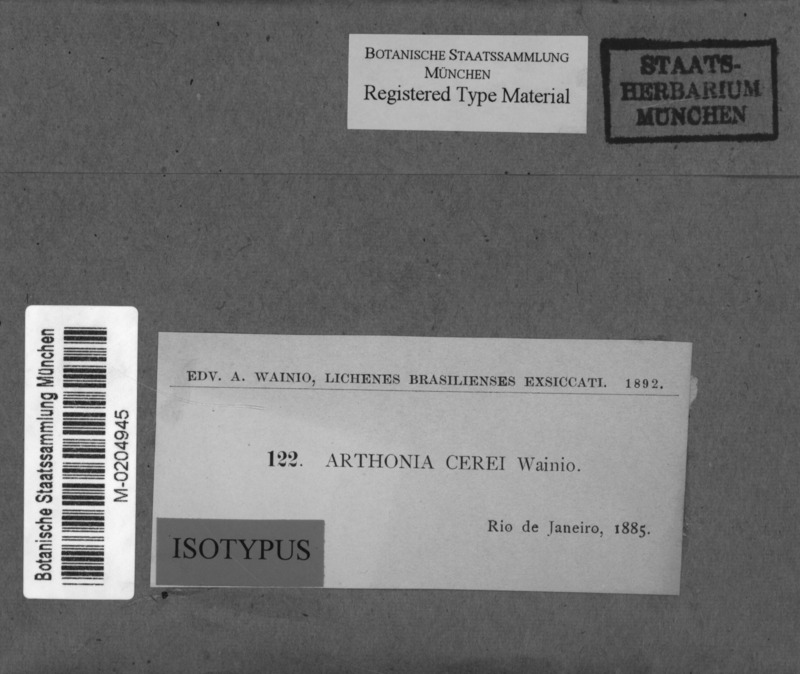 BOTANISCHE STAATSSAMMLUNG
MÜNCHEN
Registered Type Material
STAATS-
HERBARIUM
MÜNCHEN
Botanische Staatssammlung München
M-0204945
EDV. A. WAINIO, LICHENES BRASILIENSES EXSICCATI. 1892.
122. ARTHONIA CEREI Wainio.
Rio de Janeiro, 1885.
ISOTYPUS